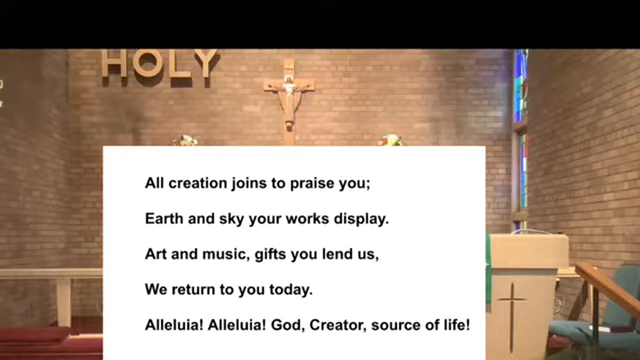 HOLY
All creation joins to praise you;
Earth and sky your works display.
Art and music, gifts you lend us,
We return to you today.
Alleluia! Alleluia! God, Creator, source of life!